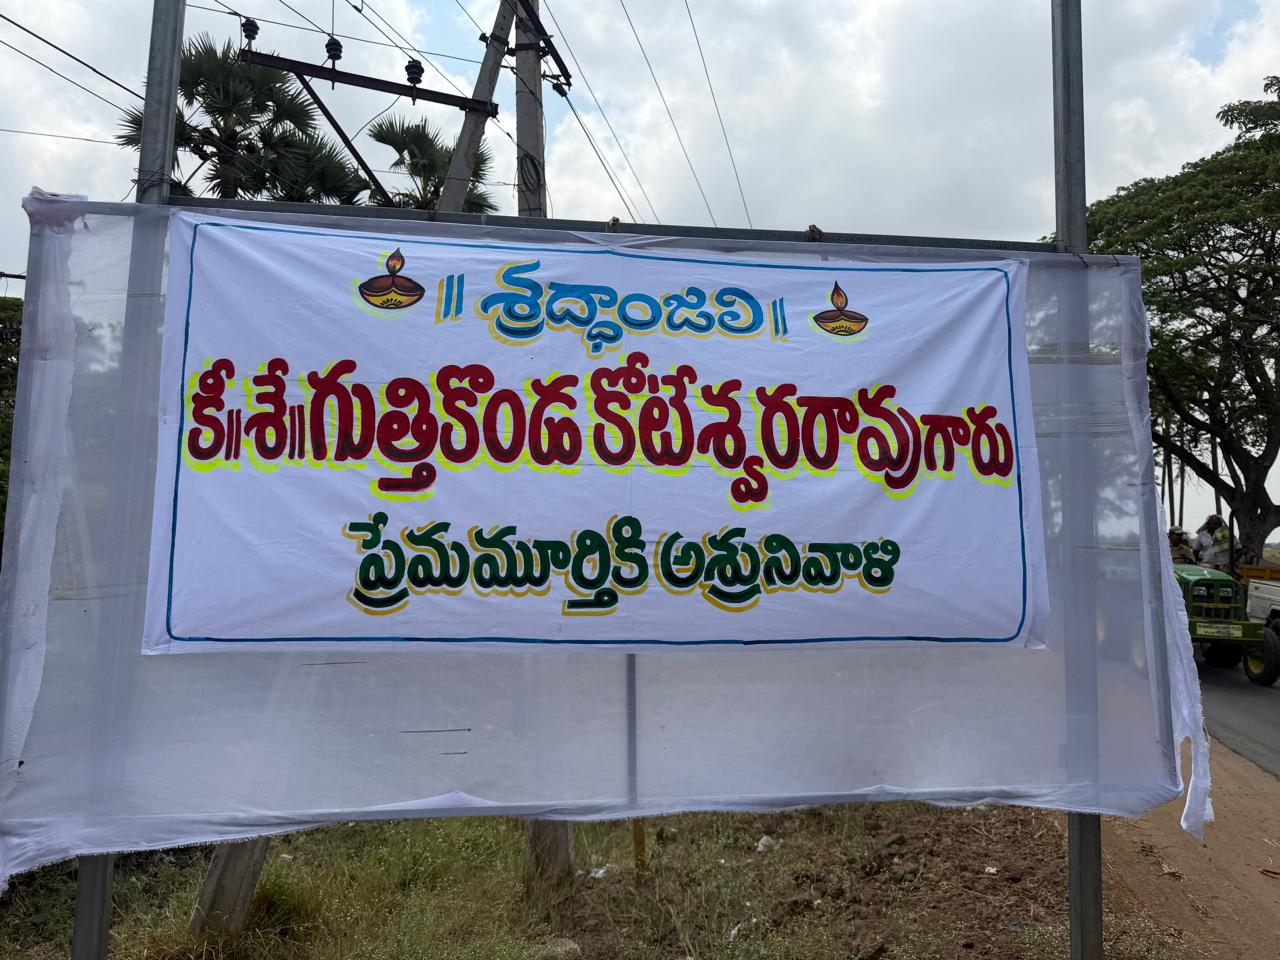 || శ్రద్ధాంజలి ||
కీ||శే||గుత్తికొండ కోటేశ్వరరావుగారు
ప్రేమమూర్తికి అశ్రునివాళి